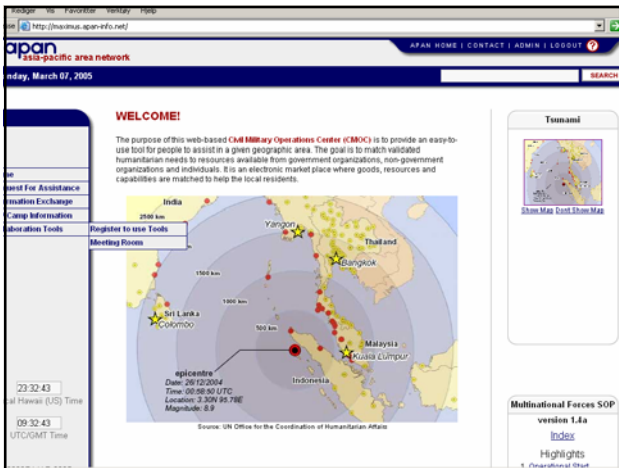 Rediger Vis Favoritter Verktøy Hjelp
http://maximus.apan-info.net/
apan
asia-pacific area network
APAN HOME | CONTACT | ADMIN | LOGOUT ?
nday, March 07, 2005
SEARCH
WELCOME!
The purpose of this web-based Civil Military Operations Center (CMOC) is to provide an easy-to-
use tool for people to assist in a given geographic area. The goal is to match validated
humanitarian needs to resources available from government organizations, non-government
organizations and individuals. It is an electronic market place where goods, resources and
capabilities are matched to help the local residents.
me
uest For Assistance
rmation Exchange
Camp Information
laboration Tools
Register to use Tools
Meeting Room
India
2500 km
Yangon
Thailand
Bangkok
1500 km
1000 km
Sri Lanka
Colombo
500 km
Malaysia
Kuala Lumpur
epicentre
Date: 26/12/2004
Time: 00:58:50 UTC
Location: 3.30N 95.78E
Magnitude: 8.9
Indonesia
Source: UN Office for the Coordination of Humanitarian Affairs
23:32:43
cal Hawaii (US) Time
09:32:43
UTC/GMT Time
Tsunami
Show Map Dont Show Map
Multinational Forces SOP
version 1.4a
Index
Highlights
1. Operational Start